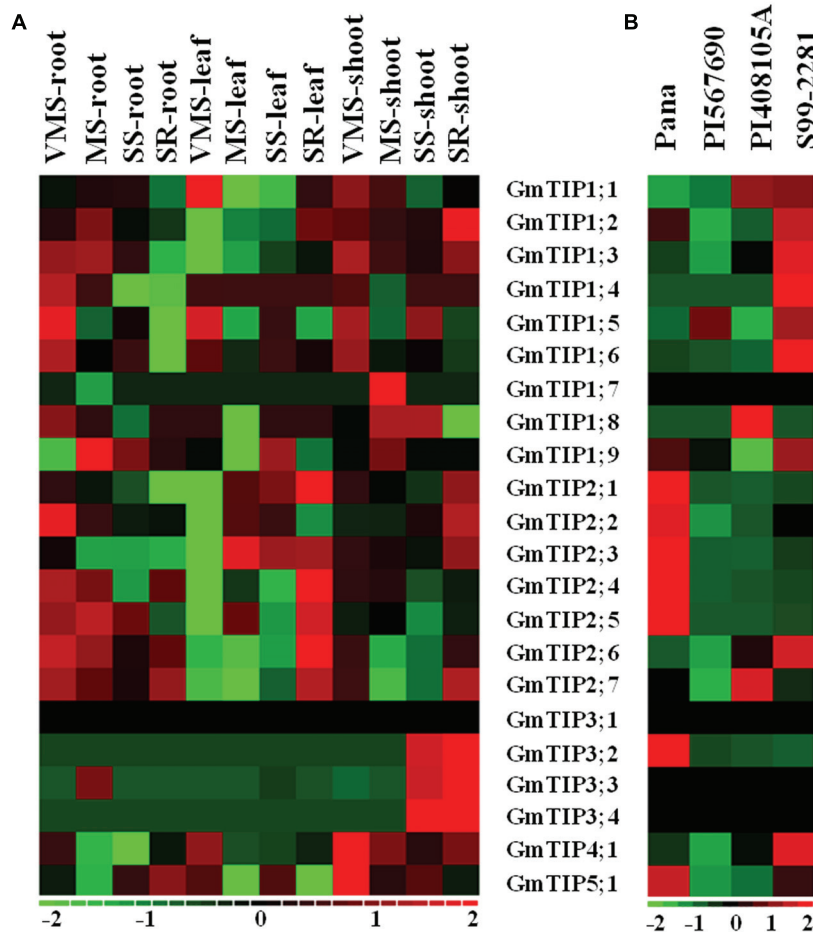 A
VMS-root
MS-root
SS-root
SR-root
VMS-leaf
MS-leaf
SS-leaf
SR-leaf
VMS-shoot
MS-shoot
SS-shoot
SR-shoot
B
Pana
PI567690
PI408105A
S99-2281
GmTIP1;1
GmTIP1;2
GmTIP1;3
GmTIP1;4
GmTIP1;5
GmTIP1;6
GmTIP1;7
GmTIP1;8
GmTIP1;9
GmTIP2;1
GmTIP2;2
GmTIP2;3
GmTIP2;4
GmTIP2;5
GmTIP2;6
GmTIP2;7
GmTIP3;1
GmTIP3;2
GmTIP3;3
GmTIP3;4
GmTIP4;1
GmTIP5;1
-2 -1 0 1 2
-2 -1 0 1 2